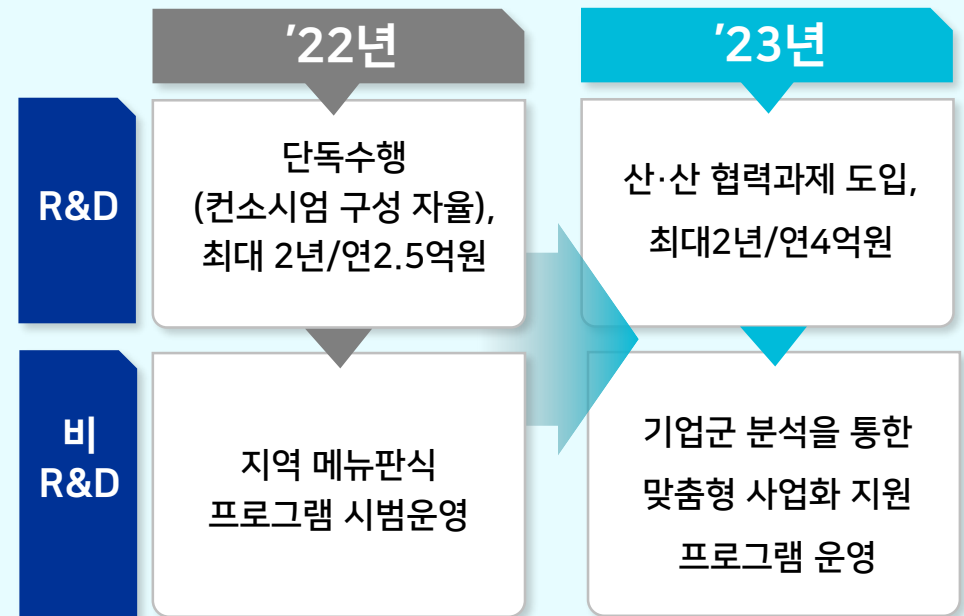 '22년
'23년
R&D
단독수행
(컨소시엄 구성 자율),
최대 2년/연2.5억원
산·산 협력과제 도입,
최대2년/연4억원
비
R&D
지역 메뉴판식
프로그램 시범운영
기업군 분석을 통한
맞춤형 사업화 지원
프로그램 운영